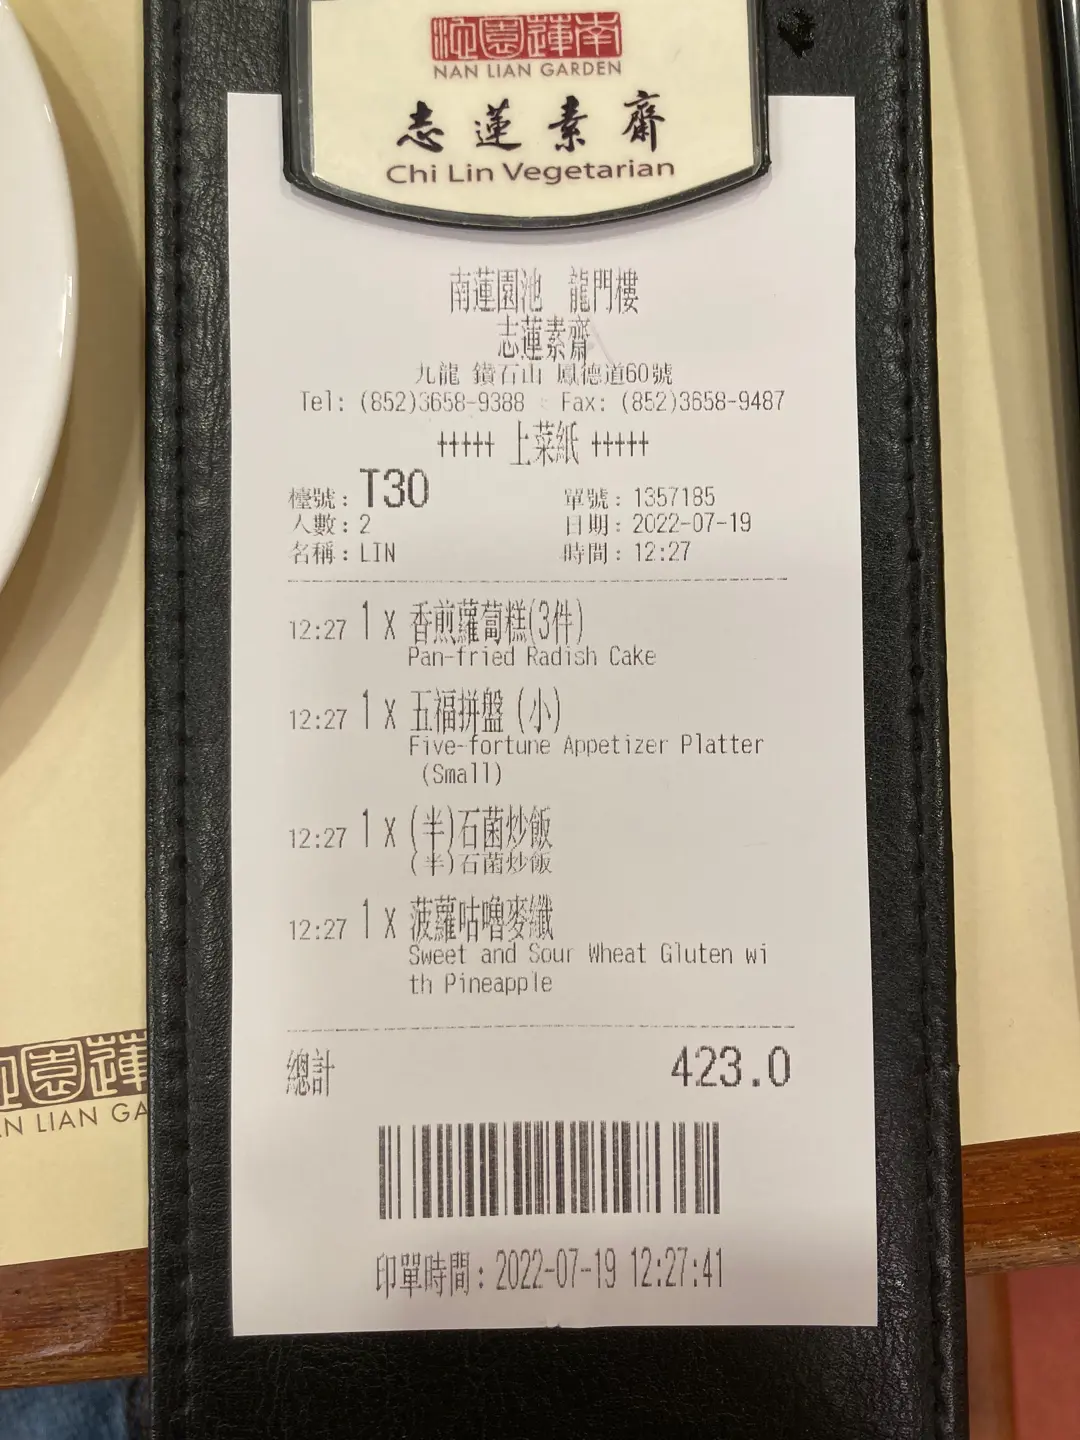 池園蓮南
NAN LIAN GARDEN
志蓮素齋
Chi Lin Vegetarian
南蓮園池 龍門樓
志蓮素齋
九龍 鑽石山 鳳德道60號
Tel: (852)3658-9388 Fax: (852)3658-9487
+++++ 上菜紙 +++++
檯號：T30 單號：1357185
人數：2 日期：2022-07-19
名稱：LIN 時間：12:27
12:27 1 x 香煎蘿蔔糕(3件)
Pan-fried Radish Cake
12:27 1 x 五福拼盤 (小)
Five-fortune Appetizer Platter
(Small)
12:27 1 x (半)石菌炒飯
(半)石菌炒飯
12:27 1 x 菠蘿咕嚕麥纖
Sweet and Sour Wheat Gluten wi
th Pineapple
總計 423.0
印單時間：2022-07-19 12:27:41
池園蓮
AN LIAN GA